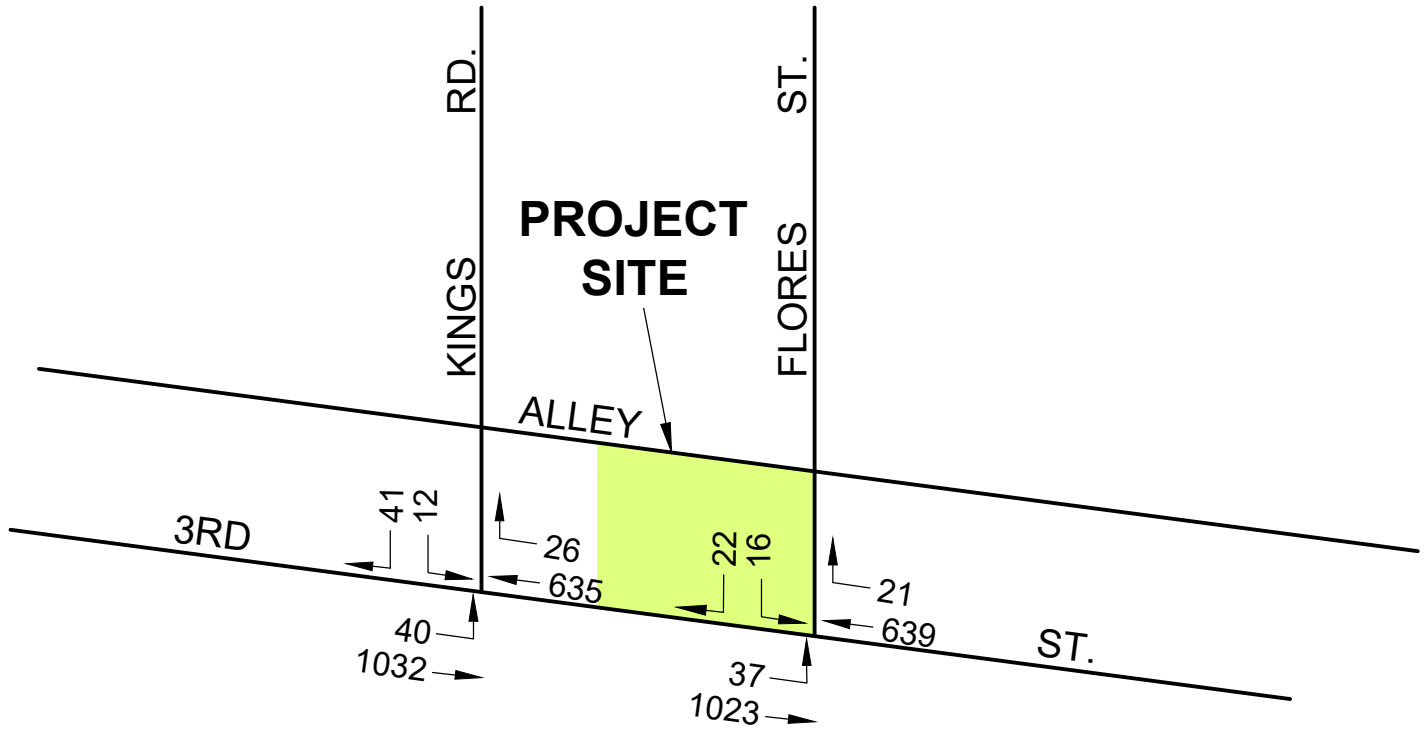 KINGS RD.
FLORES ST.
PROJECT
SITE
ALLEY
3RD ST.
41
12
26
635
40
1032
22
16
21
639
37
1023